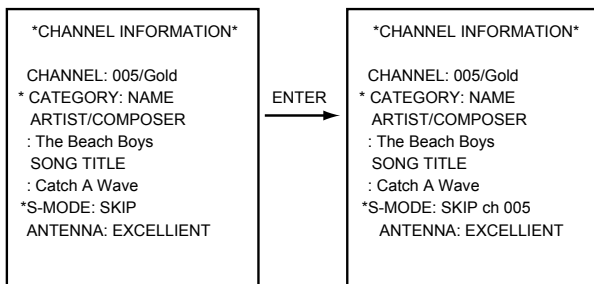 *CHANNEL INFORMATION*
CHANNEL: 005/Gold
* CATEGORY: NAME
ARTIST/COMPOSER
: The Beach Boys
SONG TITLE
: Catch A Wave
*S-MODE: SKIP
ANTENNA: EXCELLIENT
ENTER
*CHANNEL INFORMATION*
CHANNEL: 005/Gold
* CATEGORY: NAME
ARTIST/COMPOSER
: The Beach Boys
SONG TITLE
: Catch A Wave
*S-MODE: SKIP ch 005
ANTENNA: EXCELLIENT